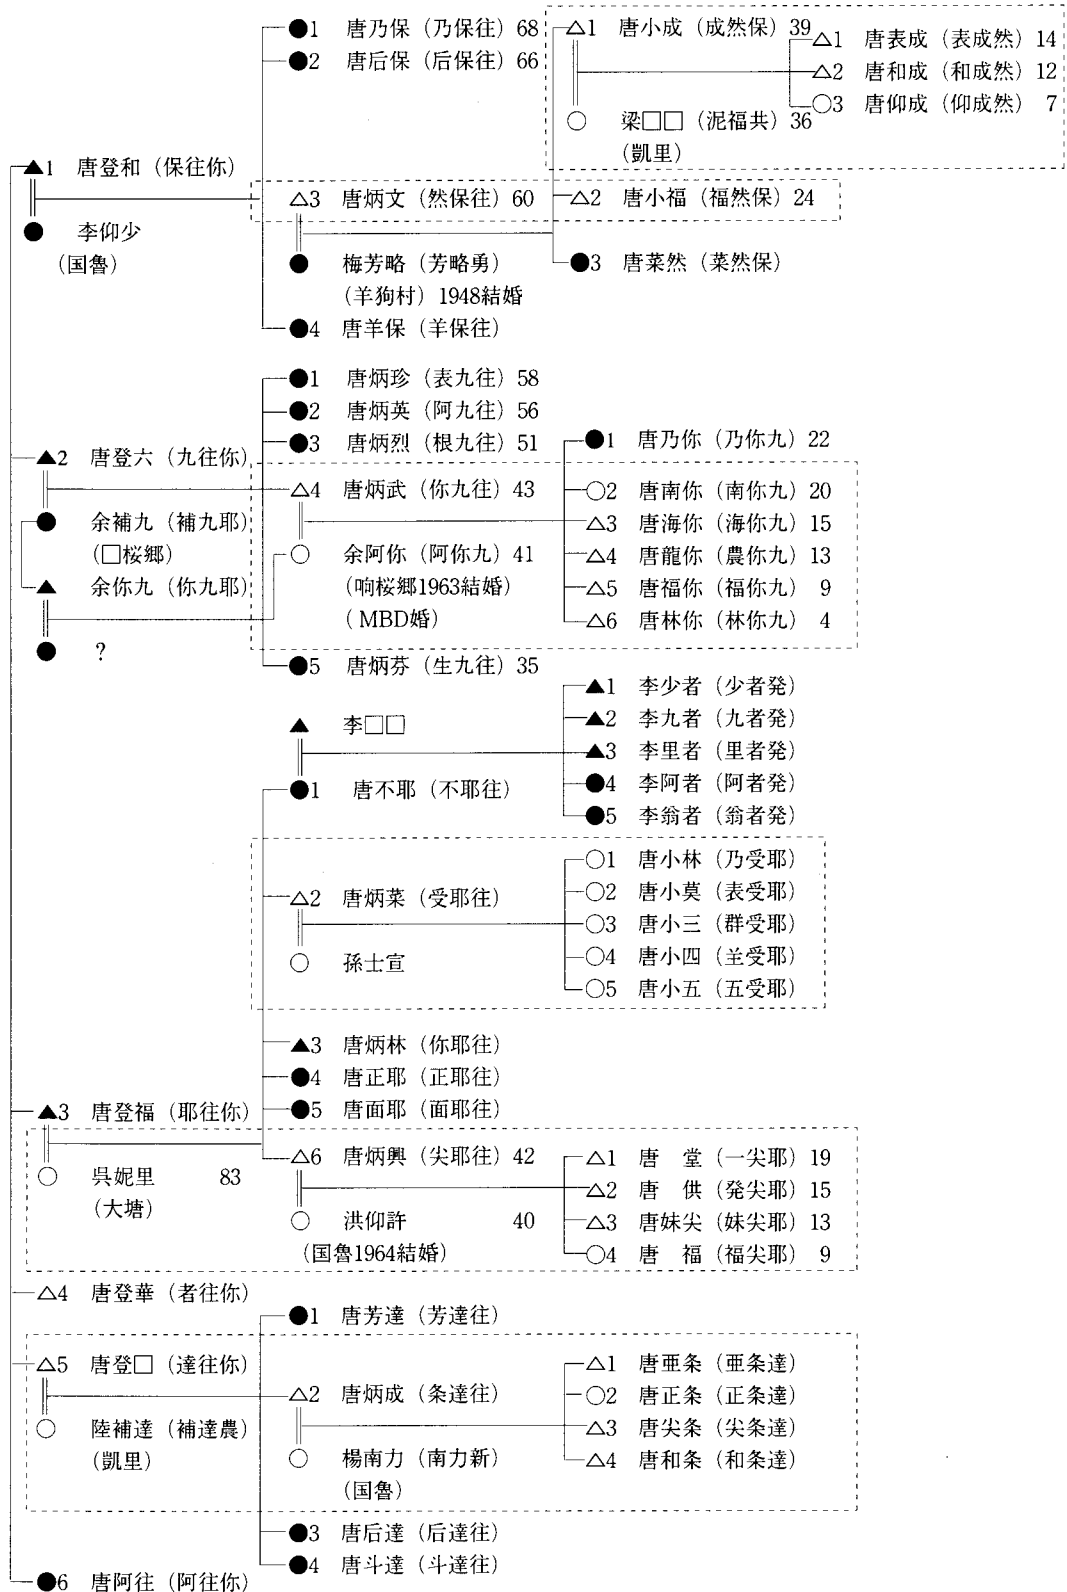 ●1 唐乃保（乃保往）68
●2 唐后保（后保往）66
△1 唐小成（成然保）39
△1 唐表成（表成然）14
△2 唐和成（和成然）12
○3 唐仰成（仰成然）7
○ 梁□□（泥福共）36
（凱里）
▲1 唐登和（保往你）
● 李仰少
（国魯）
△3 唐炳文（然保往）60
△2 唐小福（福然保）24
● 梅芳略（芳略勇）
（羊狗村）1948結婚
●3 唐菜然（菜然保）
●4 唐羊保（羊保往）
●1 唐炳珍（表九往）58
●2 唐炳英（阿九往）56
●3 唐炳烈（根九往）51
▲2 唐登六（九往你）
△4 唐炳武（你九往）43
●1 唐乃你（乃你九）22
○2 唐南你（南你九）20
△3 唐海你（海你九）15
△4 唐龍你（農你九）13
△5 唐福你（福你九）9
△6 唐林你（林你九）4
● 余補九（補九耶）
（□桜郷）
○ 余阿你（阿你九）41
（响桜郷1963結婚）
（MBD婚）
▲ 余你九（你九耶）
● ？
●5 唐炳芬（生九往）35
▲ 李□□
●1 唐不耶（不耶往）
▲1 李少者（少者発）
▲2 李九者（九者発）
▲3 李里者（里者発）
●4 李阿者（阿者発）
●5 李翁者（翁者発）
△2 唐炳菜（受耶往）
○ 孫士宣
○1 唐小林（乃受耶）
○2 唐小莫（表受耶）
○3 唐小三（群受耶）
○4 唐小四（𦍌受耶）
○5 唐小五（五受耶）
▲3 唐炳林（你耶往）
●4 唐正耶（正耶往）
●5 唐面耶（面耶往）
▲3 唐登福（耶往你）
○ 呉妮里 83
（大塘）
△6 唐炳興（尖耶往）42
○ 洪仰許 40
（国魯1964結婚）
△1 唐　堂（一尖耶）19
△2 唐　供（発尖耶）15
△3 唐妹尖（妹尖耶）13
○4 唐　福（福尖耶）9
△4 唐登華（者往你）
●1 唐芳達（芳達往）
△5 唐登□（達往你）
○ 陸補達（補達農）
（凱里）
△2 唐炳成（条達往）
○ 楊南力（南力新）
（国魯）
△1 唐亜条（亜条達）
○2 唐正条（正条達）
△3 唐尖条（尖条達）
△4 唐和条（和条達）
●3 唐后達（后達往）
●4 唐斗達（斗達往）
●6 唐阿往（阿往你）